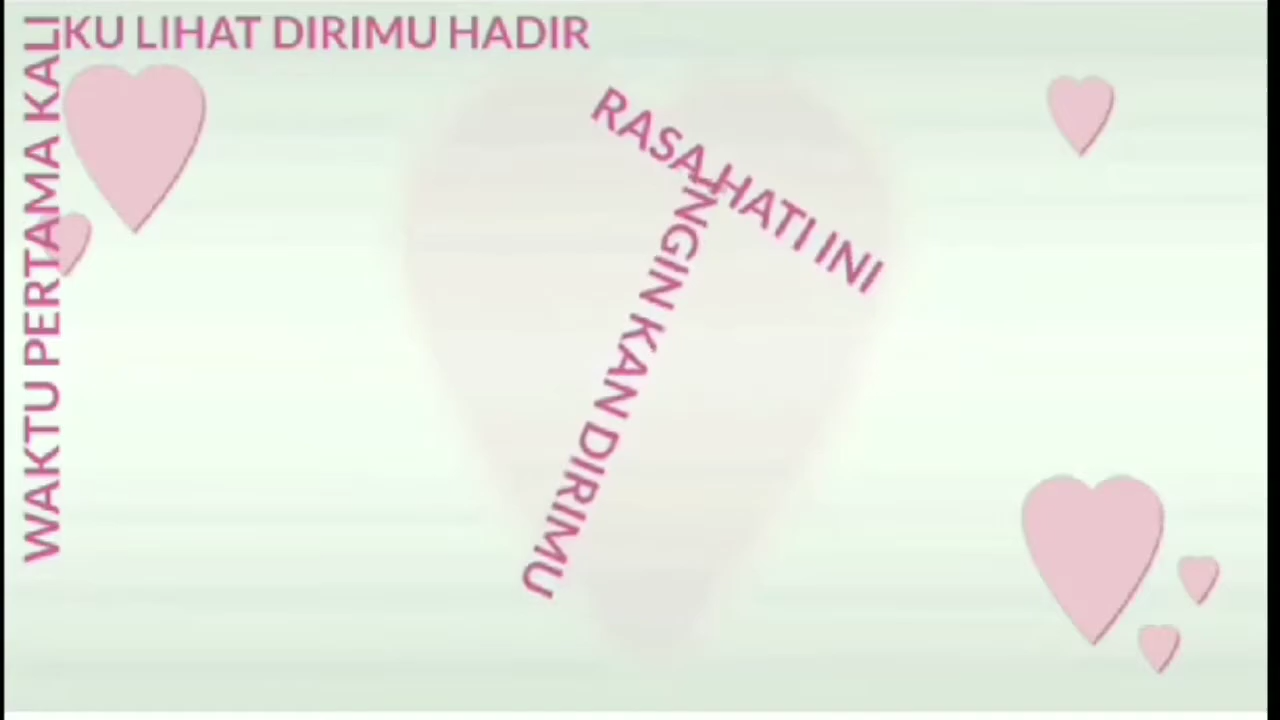 WAKTU PERTAMA KALI
KU LIHAT DIRIMU HADIR
RASA HATI INI
INGIN KAN DIRIMU